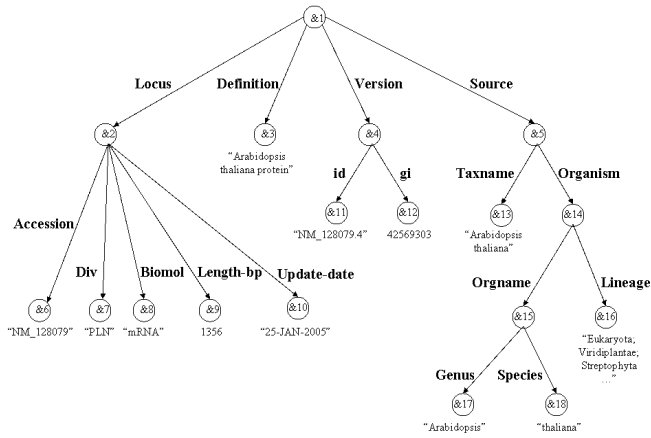 &1
Locus Definition Version Source
&2 &3 &4 &5
"Arabidopsis
thaliana protein"
id gi Taxname Organism
Accession
&11 &12 &13 &14
"NM_128079.4" 42569303 "Arabidopsis
thaliana"
Div Biomol Length-bp Update-date Orgname Lineage
&6 &7 &8 &9 &10 &15 &16
"NM_128079" "PLN" "mRNA" 1356 "25-JAN-2005"
"Eukaryota;
Viridiplantae;
Streptophyta
..."
Genus Species
&17 &18
"Arabidopsis" "thaliana"